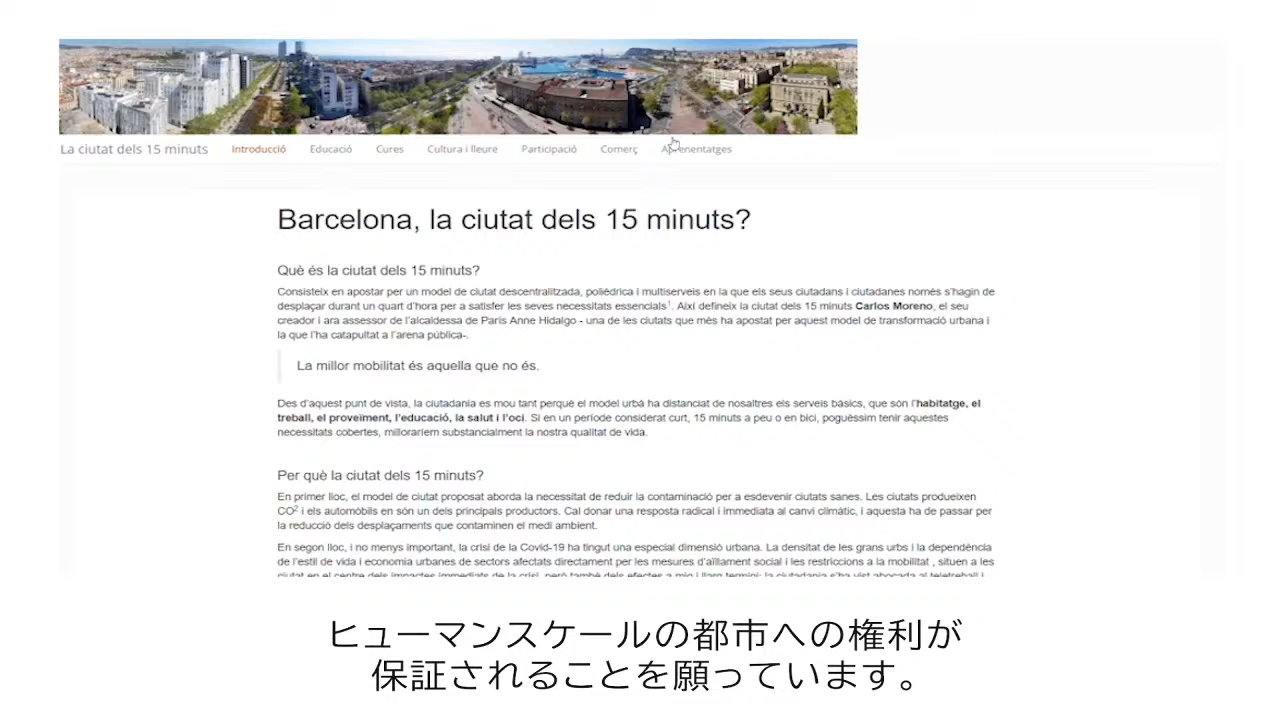 La ciutat dels 15 minuts Introducció Educació Cures Cultura i lleure Participació Comerç
Barcelona, la ciutat dels 15 minuts?
Què és la ciutat dels 15 minuts?
Consisteix en apostar per un model de ciutat descentralitzada, polièdrica i multiserveis en la que els seus ciutadans i ciutadanes només s'hagin de
desplaçar durant un quart d'hora per a satisfer les seves necessitats essencials¹. Així defineix la ciutat dels 15 minuts Carlos Moreno, el seu
creador i ara assessor de l'alcaldessa de París Anne Hidalgo - una de les ciutats que més ha apostat per aquest model de transformació urbana i
la que l'ha catapultat a l'arena pública-.
La millor mobilitat és aquella que no és.
Des d'aquest punt de vista, la ciutadania es mou tant perquè el model urbà ha distanciat de nosaltres els serveis bàsics, que són l'habitatge, el
treball, el proveïment, l'educació, la salut i l'oci. Si en un període considerat curt, 15 minuts a peu o en bici, poguéssim tenir aquestes
necessitats cobertes, milloraríem substancialment la nostra qualitat de vida.
Per què la ciutat dels 15 minuts?
En primer lloc, el model de ciutat proposat aborda la necessitat de reduir la contaminació per a esdevenir ciutats sanes. Les ciutats produeixen
CO² i els automòbils en són un dels principals productors. Cal donar una resposta radical i immediata al canvi climàtic, i aquesta ha de passar per
la reducció dels desplaçaments que contaminen el medi ambient.
En segon lloc, i no menys important, la crisi de la Covid-19 ha tingut una especial dimensió urbana. La densitat de les grans urbs i la dependència
de l'estil de vida i economia urbanes de sectors afectats directament per les mesures d'aïllament social i les restriccions a la mobilitat , situen a les
ciutat en el centre dels impactes immediats de la crisi, però també dels efectes a mig i llarg termini: la ciutadania s'ha vist abocada al teletreball i
ヒューマンスケールの都市への権利が
保証されることを願っています。